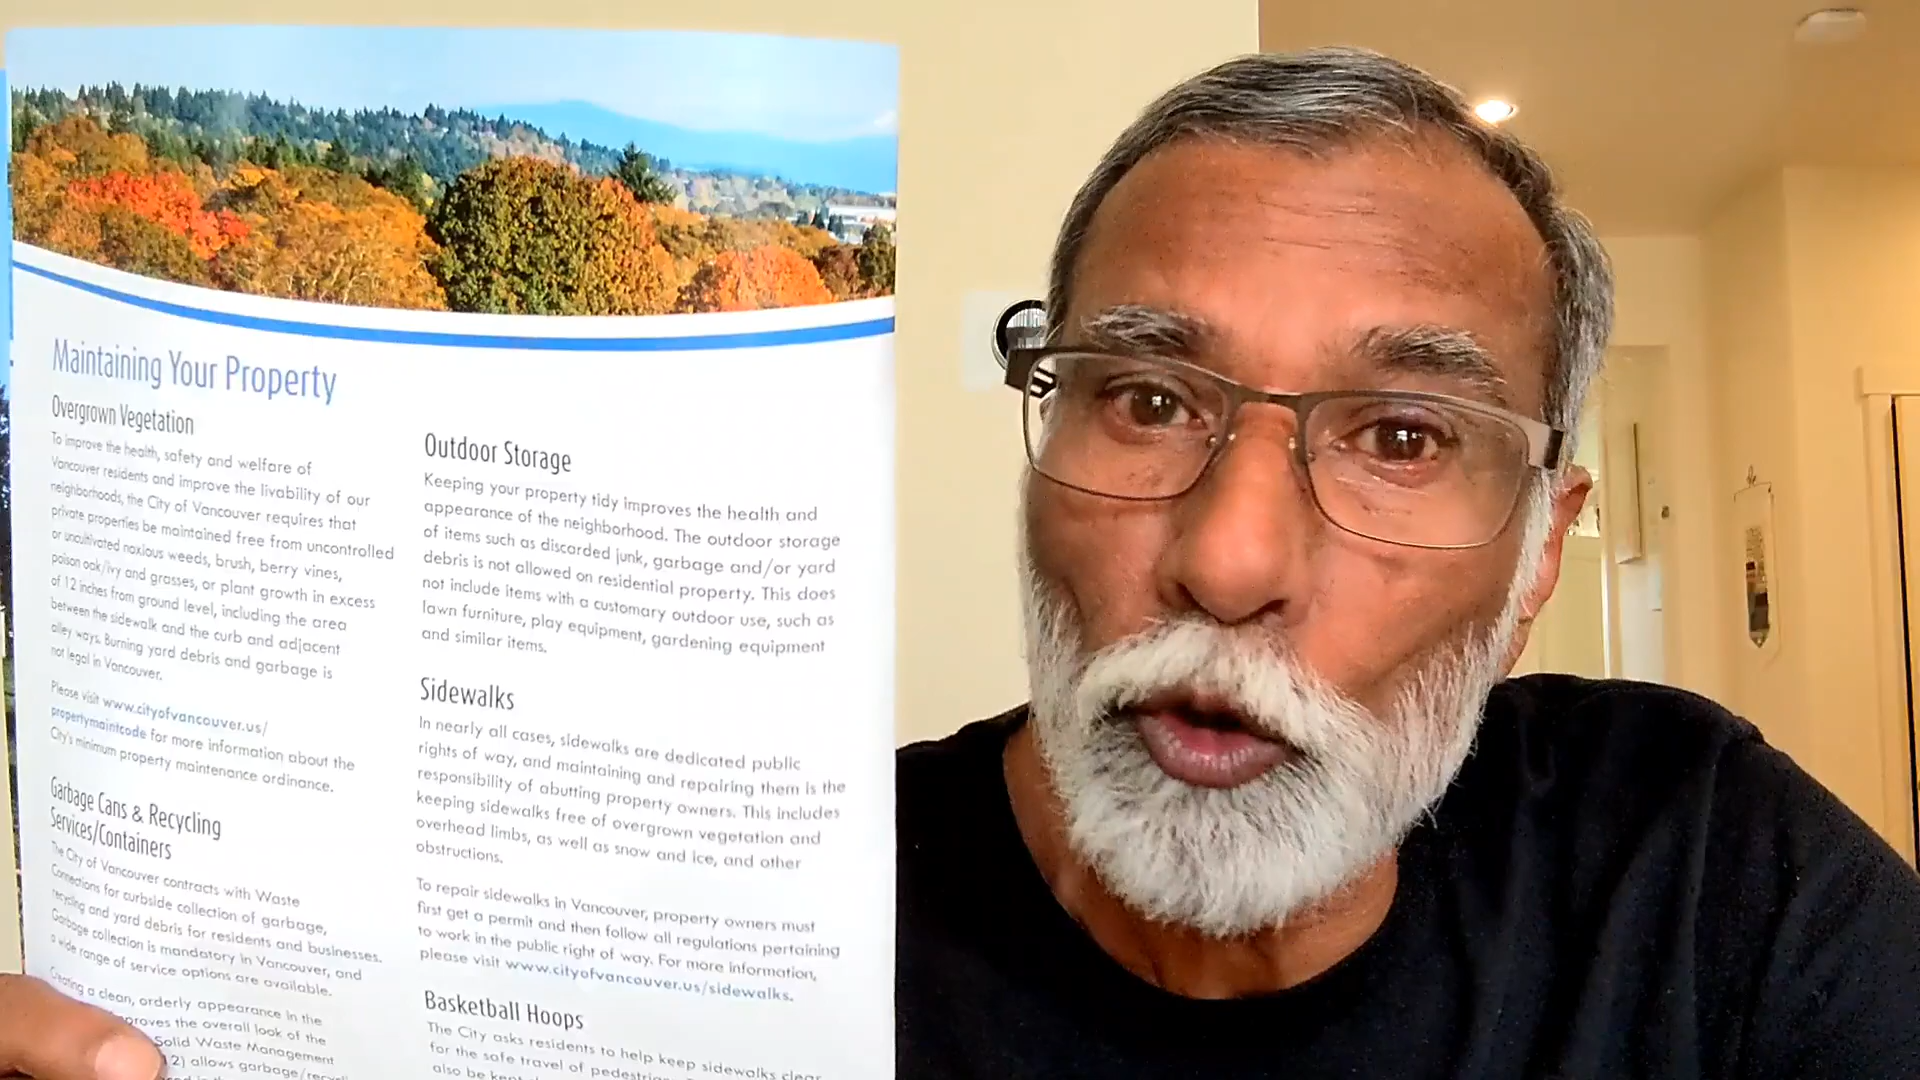 Maintaining Your Property
Overgrown Vegetation
To improve the health, safety and welfare of
Vancouver residents and improve the livability of our
neighborhoods, the City of Vancouver requires that
private properties be maintained free from uncontrolled
or uncultivated noxious weeds, brush, berry vines,
poison oak/ivy and grasses, or plant growth in excess
of 12 inches from ground level, including the area
between the sidewalk and the curb and adjacent
alley ways. Burning yard debris and garbage is
not legal in Vancouver.
Please visit www.cityofvancouver.us/
propertymaintcode for more information about the
City's minimum property maintenance ordinance.
Garbage Cans & Recycling
Services/Containers
The City of Vancouver contracts with Waste
Connections for curbside collection of garbage,
recycling and yard debris for residents and businesses.
Garbage collection is mandatory in Vancouver, and
a wide range of service options are available.
Creating a clean, orderly appearance in the
improves the overall look of the
Solid Waste Management
2) allows garbage/recycli
Outdoor Storage
Keeping your property tidy improves the health and
appearance of the neighborhood. The outdoor storage
of items such as discarded junk, garbage and/or yard
debris is not allowed on residential property. This does
not include items with a customary outdoor use, such as
lawn furniture, play equipment, gardening equipment
and similar items.
Sidewalks
In nearly all cases, sidewalks are dedicated public
rights of way, and maintaining and repairing them is the
responsibility of abutting property owners. This includes
keeping sidewalks free of overgrown vegetation and
overhead limbs, as well as snow and ice, and other
obstructions.
To repair sidewalks in Vancouver, property owners must
first get a permit and then follow all regulations pertaining
to work in the public right of way. For more information,
please visit www.cityofvancouver.us/sidewalks.
Basketball Hoops
The City asks residents to help keep sidewalks clear
for the safe travel of pedestrians
also be kept